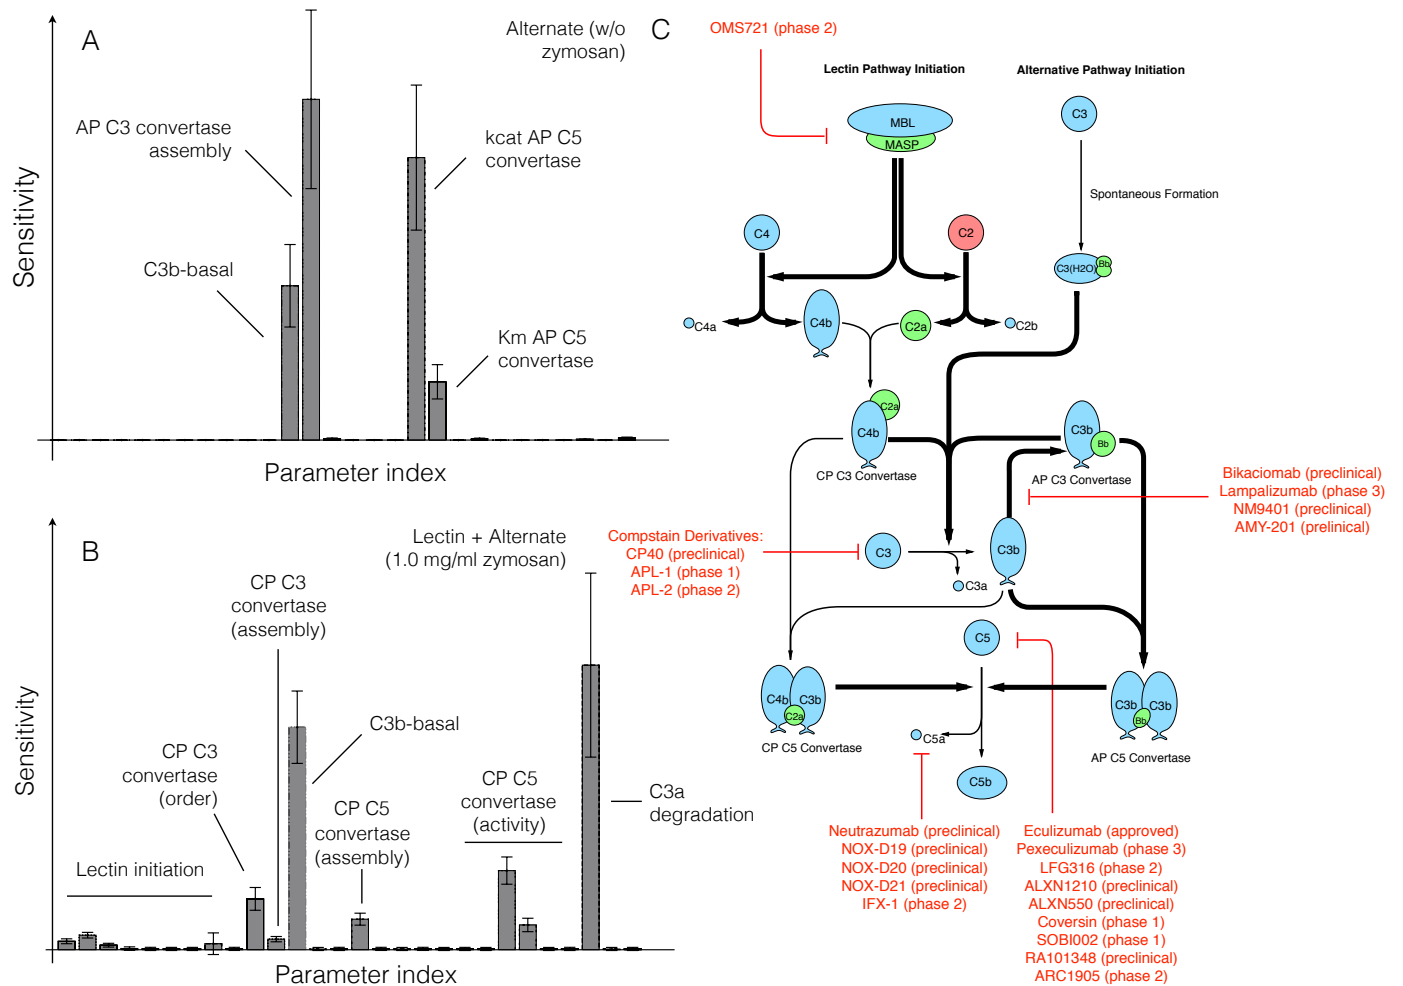 A
Alternate (w/o
zymosan)
AP C3 convertase
assembly
kcat AP C5
convertase
C3b-basal
Km AP C5
convertase
Sensitivity
Parameter index
B
Lectin + Alternate
(1.0 mg/ml zymosan)
CP C3
convertase
(assembly)
C3b-basal
CP C3
convertase
(order)
CP C5
convertase
(assembly)
CP C5
convertase
(activity)
C3a
degradation
Lectin initiation
Sensitivity
Parameter index
C
OMS721 (phase 2)
Lectin Pathway Initiation
Alternative Pathway Initiation
MBL
MASP
C3
Spontaneous Formation
C4
C2
C3(H2O)
Bb
C4a
C4b
C2a
C2b
C2a
C4b
CP C3 Convertase
C3b
Bb
AP C3 Convertase
Bikaciomab (preclinical)
Lampalizumab (phase 3)
NM9401 (preclinical)
AMY-201 (prelinical)
Compstain Derivatives:
CP40 (preclinical)
APL-1 (phase 1)
APL-2 (phase 2)
C3
C3b
C3a
C5
C4b
C3b
C2a
CP C5 Convertase
C3b
C3b
Bb
AP C5 Convertase
C5a
C5b
Neutrazumab (preclinical)
NOX-D19 (preclinical)
NOX-D20 (preclinical)
NOX-D21 (preclinical)
IFX-1 (phase 2)
Eculizumab (approved)
Pexeculizumab (phase 3)
LFG316 (phase 2)
ALXN1210 (preclinical)
ALXN550 (preclinical)
Coversin (phase 1)
SOBI002 (phase 1)
RA101348 (preclinical)
ARC1905 (phase 2)